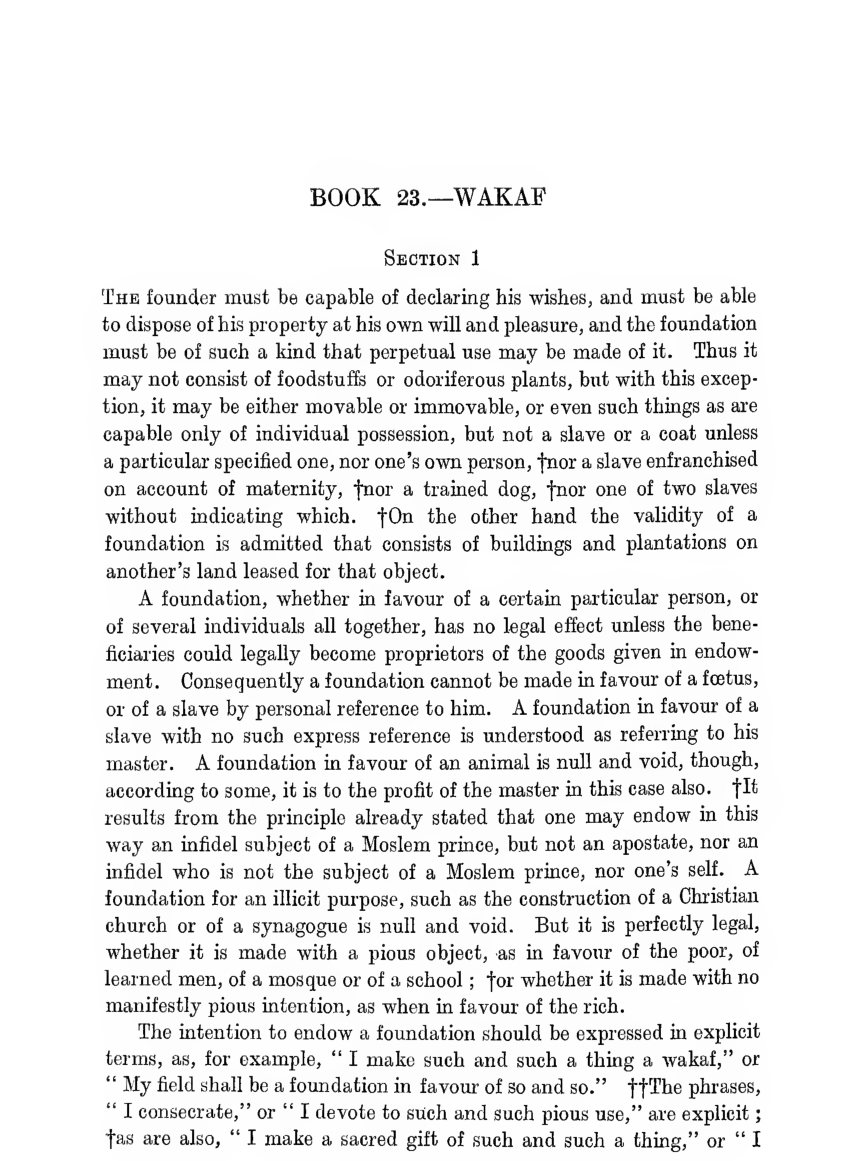 BOOK 23.—WAKAF
Section 1
The founder must be capable of declaring his wishes, and must be able
to dispose of his property at his own will and pleasure, and the foundation
must be of such a kind that perpetual use may be made of it. Thus it
may not consist of foodstuffs or odoriferous plants, but with this excep-
tion, it may be either movable or immovable, or even such things as are
capable only of individual possession, but not a slave or a coat unless
a particular specified one, nor one's own person, †nor a slave enfranchised
on account of maternity, †nor a trained dog, †nor one of two slaves
without indicating which. †On the other hand the validity of a
foundation is admitted that consists of buildings and plantations on
another's land leased for that object.
A foundation, whether in favour of a certain particular person, or
of several individuals all together, has no legal effect unless the bene-
ficiaries could legally become proprietors of the goods given in endow-
ment. Consequently a foundation cannot be made in favour of a fœtus,
or of a slave by personal reference to him. A foundation in favour of a
slave with no such express reference is understood as referring to his
master. A foundation in favour of an animal is null and void, though,
according to some, it is to the profit of the master in this case also. †It
results from the principle already stated that one may endow in this
way an infidel subject of a Moslem prince, but not an apostate, nor an
infidel who is not the subject of a Moslem prince, nor one's self. A
foundation for an illicit purpose, such as the construction of a Christian
church or of a synagogue is null and void. But it is perfectly legal,
whether it is made with a pious object, as in favour of the poor, of
learned men, of a mosque or of a school ; †or whether it is made with no
manifestly pious intention, as when in favour of the rich.
The intention to endow a foundation should be expressed in explicit
terms, as, for example, " I make such and such a thing a wakaf," or
" My field shall be a foundation in favour of so and so." ††The phrases,
" I consecrate," or " I devote to such and such pious use," are explicit ;
†as are also, " I make a sacred gift of such and such a thing," or " I